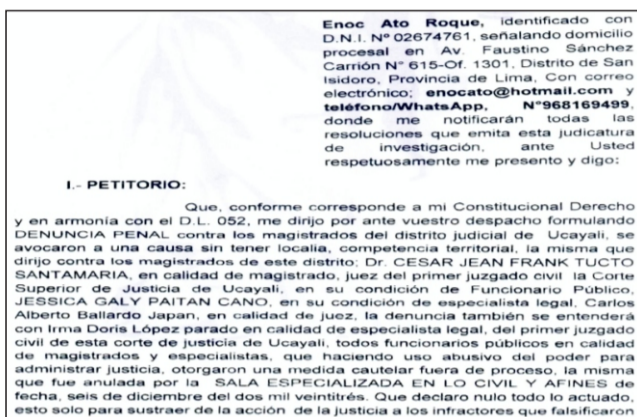 Enoc Ato Roque, identificado con
D.N.I. Nº 02674761, señalando domicilio
procesal en Av. Faustino Sánchez
Carrión N° 615-Of. 1301, Distrito de San
Isidoro, Provincia de Lima, Con correo
electrónico; enocato@hotmail.com y
teléfono/WhatsApp, N°968169499,
donde me notificarán todas las
resoluciones que emita esta judicatura
de investigación, ante Usted
respetuosamente me presento y digo:
I.- PETITORIO:
Que, conforme corresponde a mi Constitucional Derecho
y en armonía con el D.L. 052, me dirijo por ante vuestro despacho formulando
DENUNCIA PENAL contra los magistrados del distrito judicial de Ucayali, se
avocaron a una causa sin tener localia, competencia territorial, la misma que
dirijo contra los magistrados de este distrito; Dr. CESAR JEAN FRANK TUCTO
SANTAMARIA, en calidad de magistrado, juez del primer juzgado civil la Corte
Superior de Justicia de Ucayali, en su condición de Funcionario Público,
JESSICA GALY PAITAN CANO, en su condición de especialista legal, Carlos
Alberto Ballardo Japan, en calidad de juez, la denuncia también se entenderá
con Irma Doris López parado en calidad de especialista legal, del primer juzgado
civil de esta corte de justicia de Ucayali, todos funcionarios públicos en calidad
de magistrados y especialistas, que haciendo uso abusivo del poder para
administrar justicia, otorgaron una medida cautelar fuera de proceso, la misma
que fue anulada por la SALA ESPECIALIZADA EN LO CIVIL Y AFINES de
fecha, seis de diciembre del dos mil veintitrés. Que declaro nulo todo lo actuado,
esto solo para sustraer de la acción de la justicia a los infractores que falsificaron